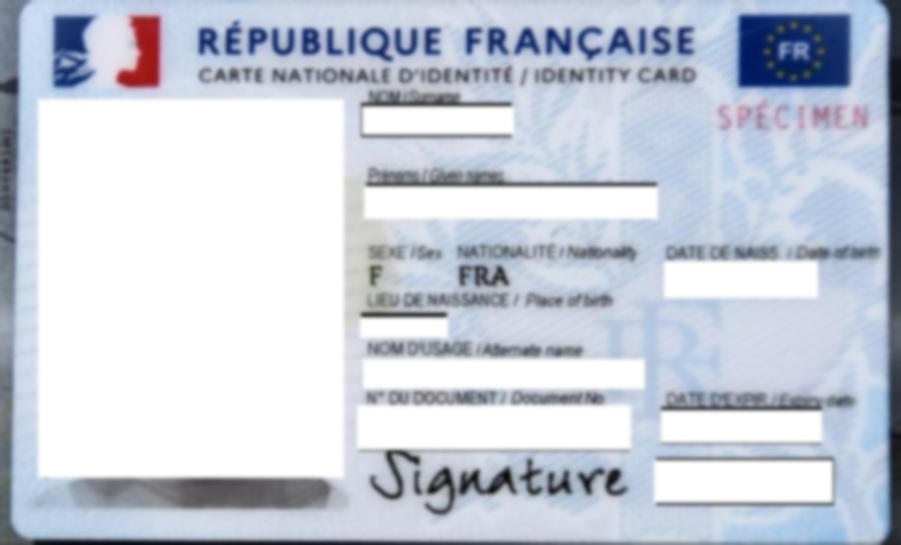 RÉPUBLIQUE FRANÇAISE
FR
CARTE NATIONALE D'IDENTITÉ / IDENTITY CARD
NOM / Surname
SPÉCIMEN
Prénoms / Given names
SEXE / Sex NATIONALITÉ / Nationality DATE DE NAISS. / Date of birth
F FRA
LIEU DE NAISSANCE / Place of birth
RF
NOM D'USAGE / Alternate name
N° DU DOCUMENT / Document No DATE D'EXPIR. / Expiry date
Signature